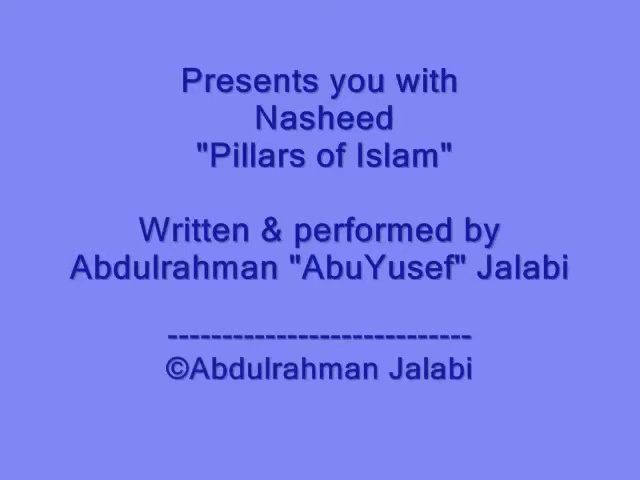 Presents you with
Nasheed
"Pillars of Islam"
Written & performed by
Abdulrahman "AbuYusef" Jalabi
----------------------------
©Abdulrahman Jalabi